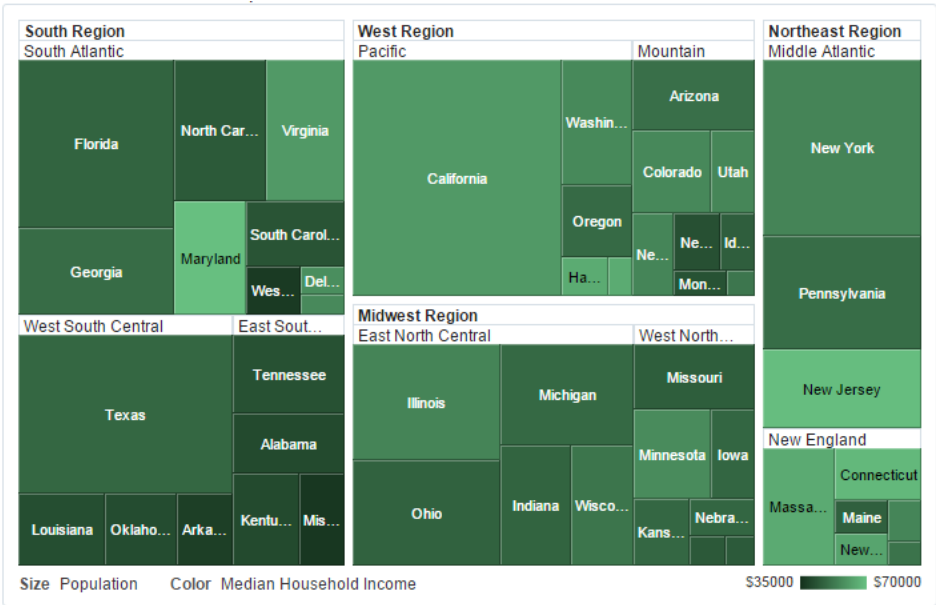 South Region
South Atlantic
Florida
North Car...
Virginia
Georgia
Maryland
South Carol...
Wes...
Del...
West South Central
Texas
Louisiana
Oklaho...
Arka...
East Sout...
Tennessee
Alabama
Kentu...
Mis...
West Region
Pacific
California
Washin...
Oregon
Ha...
Mountain
Arizona
Colorado
Utah
Ne...
Ne...
Id...
Mon...
Midwest Region
East North Central
Illinois
Michigan
Ohio
Indiana
Wisco...
West North...
Missouri
Minnesota
Iowa
Kans...
Nebra...
Northeast Region
Middle Atlantic
New York
Pennsylvania
New Jersey
New England
Massa...
Connecticut
Maine
New...
Size Population Color Median Household Income
$35000 $70000